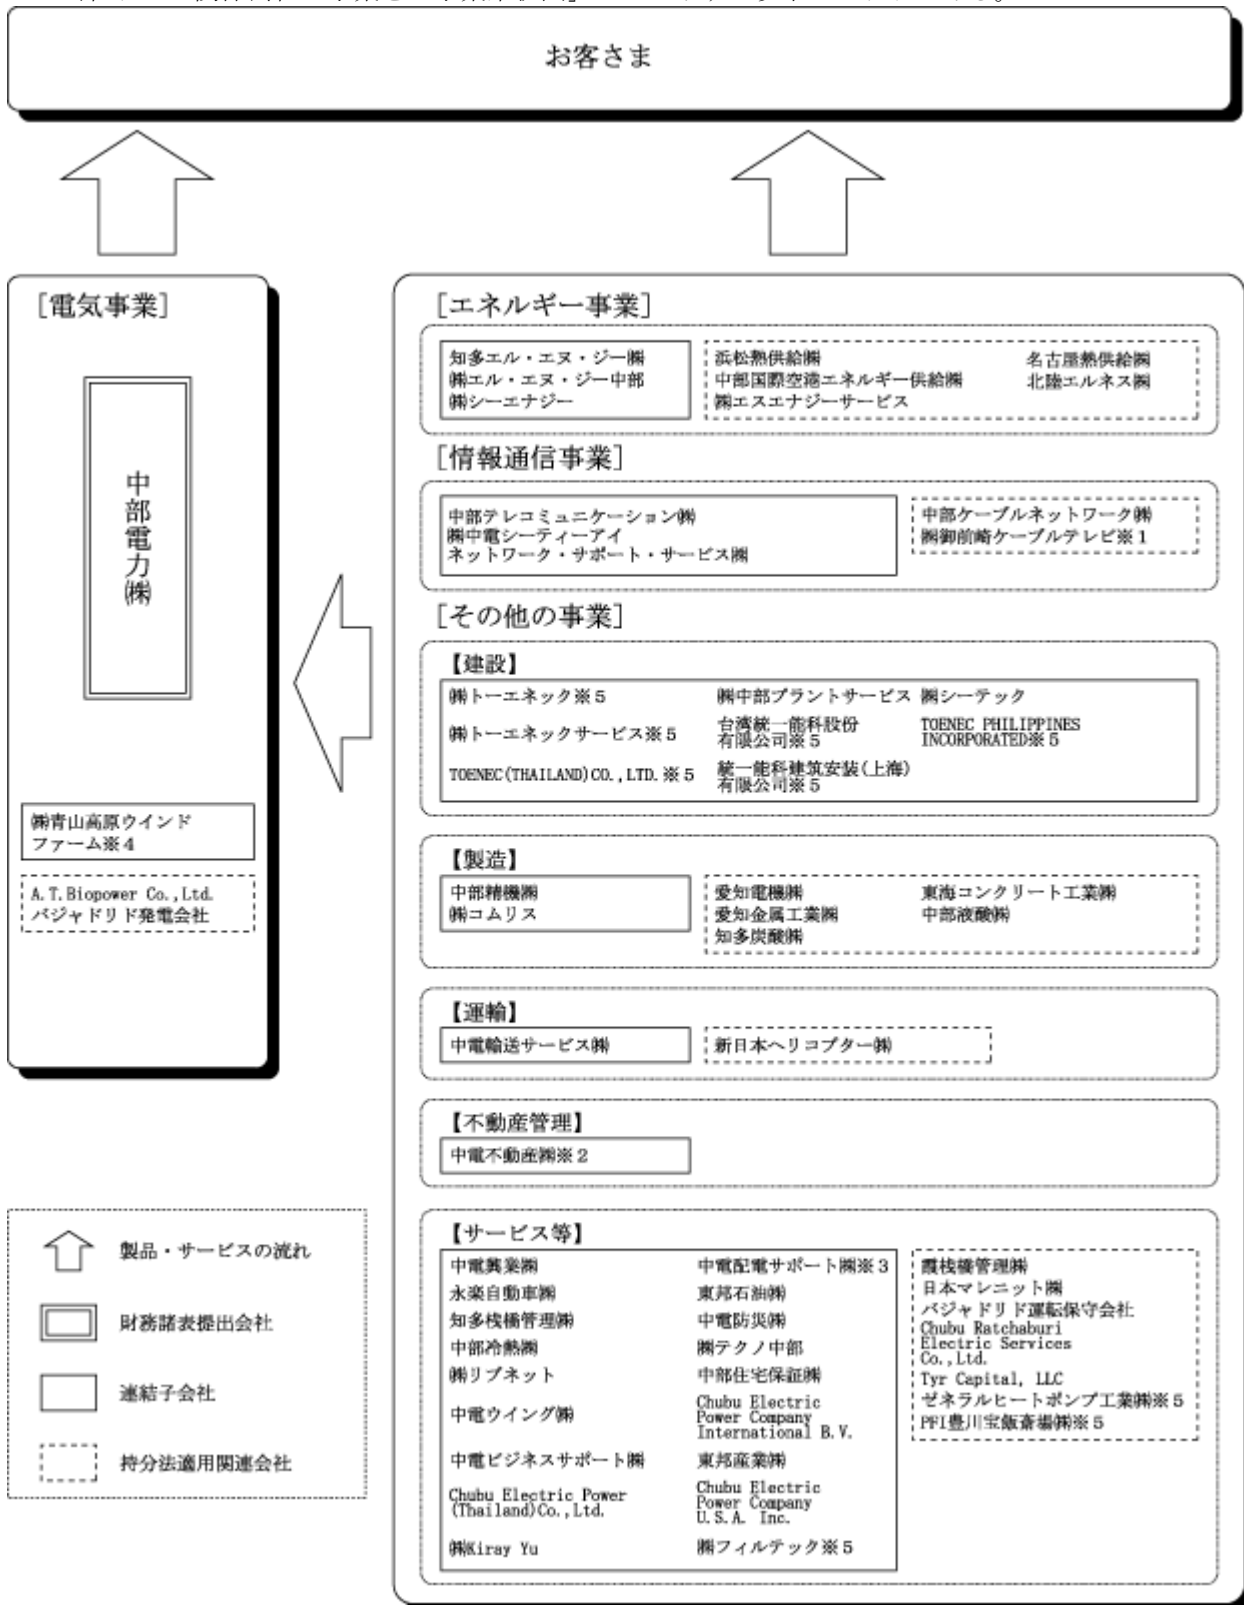 お客さま
[電気事業]
中部電力㈱
㈱青山高原ウインド
ファーム※4
A.T.Biopower Co.,Ltd.
バジャドリド発電会社
[エネルギー事業]
知多エル・エヌ・ジー㈱
㈱エル・エヌ・ジー中部
㈱シーエナジー
浜松熱供給㈱
名古屋熱供給㈱
中部国際空港エネルギー供給㈱
北陸エルネス㈱
㈱エスエナジーサービス
[情報通信事業]
中部テレコミュニケーション㈱
㈱中電シーティーアイ
ネットワーク・サポート・サービス㈱
中部ケーブルネットワーク㈱
㈱御前崎ケーブルテレビ※1
[その他の事業]
【建設】
㈱トーエネック※5
㈱中部プラントサービス
㈱シーテック
㈱トーエネックサービス※5
台湾統一能科股份
有限公司※5
TOENEC PHILIPPINES
INCORPORATED※5
TOENEC(THAILAND)CO.,LTD.※5
統一能科建筑安装(上海)
有限公司※5
【製造】
中部精機㈱
㈱コムリス
愛知電機㈱
東海コンクリート工業㈱
愛知金属工業㈱
中部液酸㈱
知多炭酸㈱
【運輸】
中電輸送サービス㈱
新日本ヘリコプター㈱
【不動産管理】
中電不動産㈱※2
【サービス等】
中電興業㈱
中電配電サポート㈱※3
永楽自動車㈱
東邦石油㈱
知多桟橋管理㈱
中電防災㈱
中部冷熱㈱
㈱テクノ中部
㈱リブネット
中部住宅保証㈱
中電ウイング㈱
Chubu Electric
Power Company
International B.V.
中電ビジネスサポート㈱
東邦産業㈱
Chubu Electric Power
(Thailand)Co.,Ltd.
Chubu Electric
Power Company
U.S.A. Inc.
㈱Kiray Yu
㈱フィルテック※5
霞桟橋管理㈱
日本マレニット㈱
バジャドリド運転保守会社
Chubu Ratchaburi
Electric Services
Co.,Ltd.
Tyr Capital, LLC
ゼネラルヒートポンプ工業㈱※5
PFI豊川宝飯斎場㈱※5
製品・サービスの流れ
財務諸表提出会社
連結子会社
持分法適用関連会社